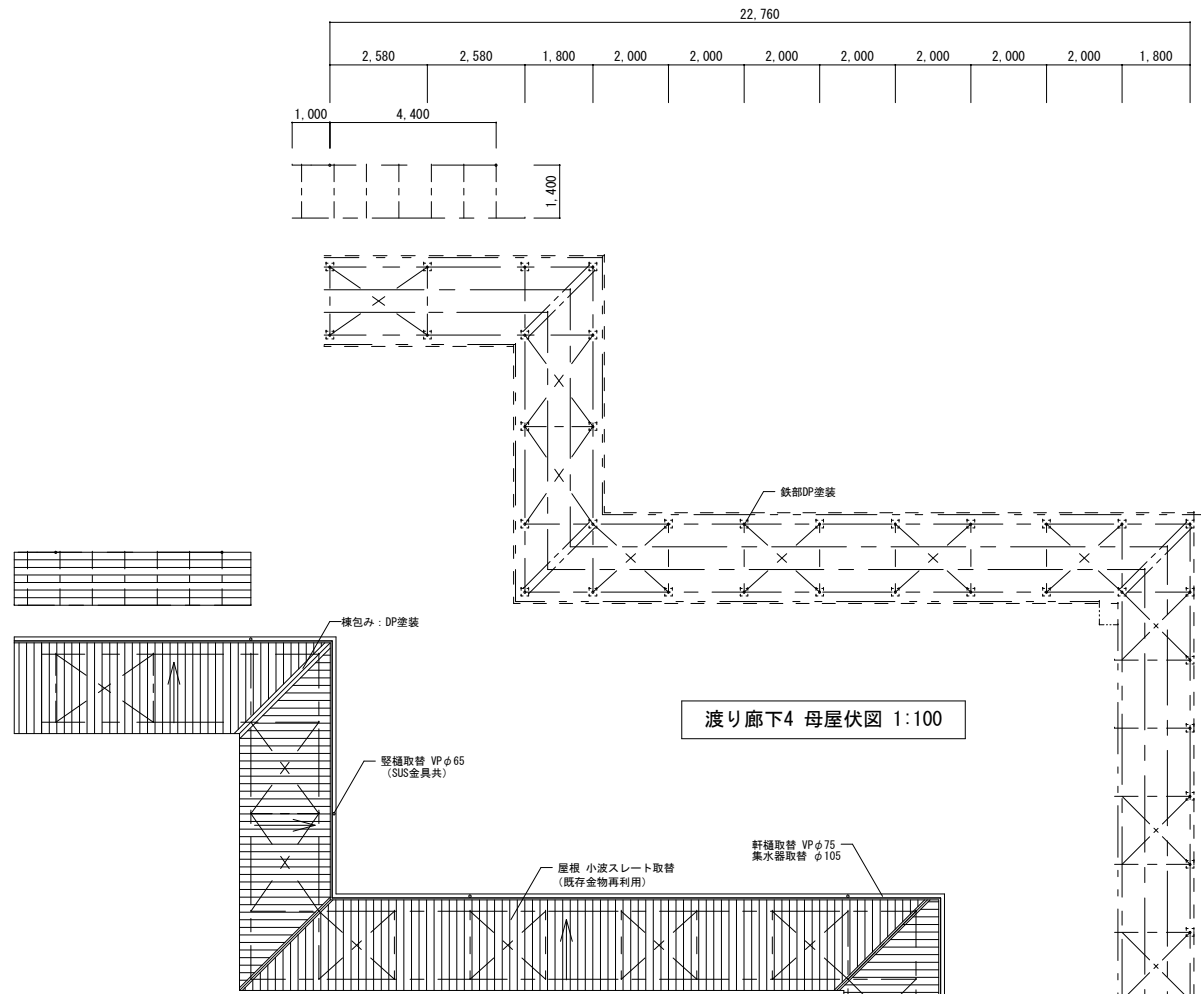 22,760
2,580 2,580 1,800 2,000 2,000 2,000 2,000 2,000 2,000 2,000 1,800
1,000 4,400
1,400
鉄部DP塗装
棟包み：DP塗装
渡り廊下4 母屋伏図 1:100
竪樋取替 VPφ65
（SUS金具共）
軒樋取替 VPφ75
集水器取替 φ105
屋根 小波スレート取替
（既存金物再利用）